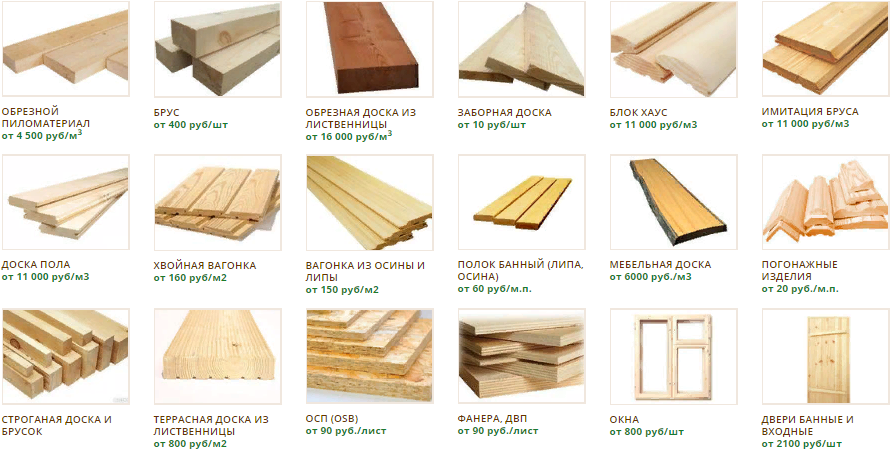 ОБРЕЗНОЙ
ПИЛОМАТЕРИАЛ
от 4 500 руб/м3
БРУС
от 400 руб/шт
ОБРЕЗНАЯ ДОСКА ИЗ
ЛИСТВЕННИЦЫ
от 16 000 руб/м3
ЗАБОРНАЯ ДОСКА
от 10 руб/шт
БЛОК ХАУС
от 11 000 руб/м3
ИМИТАЦИЯ БРУСА
от 11 000 руб/м3
ДОСКА ПОЛА
от 11 000 руб/м3
ХВОЙНАЯ ВАГОНКА
от 160 руб/м2
ВАГОНКА ИЗ ОСИНЫ И
ЛИПЫ
от 150 руб/м2
ПОЛОК БАННЫЙ (ЛИПА,
ОСИНА)
от 60 руб/м.п.
МЕБЕЛЬНАЯ ДОСКА
от 6000 руб./м3
ПОГОНАЖНЫЕ
ИЗДЕЛИЯ
от 20 руб./м.п.
СТРОГАНАЯ ДОСКА И
БРУСОК
ТЕРРАСНАЯ ДОСКА ИЗ
ЛИСТВЕННИЦЫ
от 800 руб/м2
ОСП (OSB)
от 90 руб./лист
ФАНЕРА, ДВП
от 90 руб./лист
ОКНА
от 800 руб/шт
ДВЕРИ БАННЫЕ И
ВХОДНЫЕ
от 2100 руб/шт